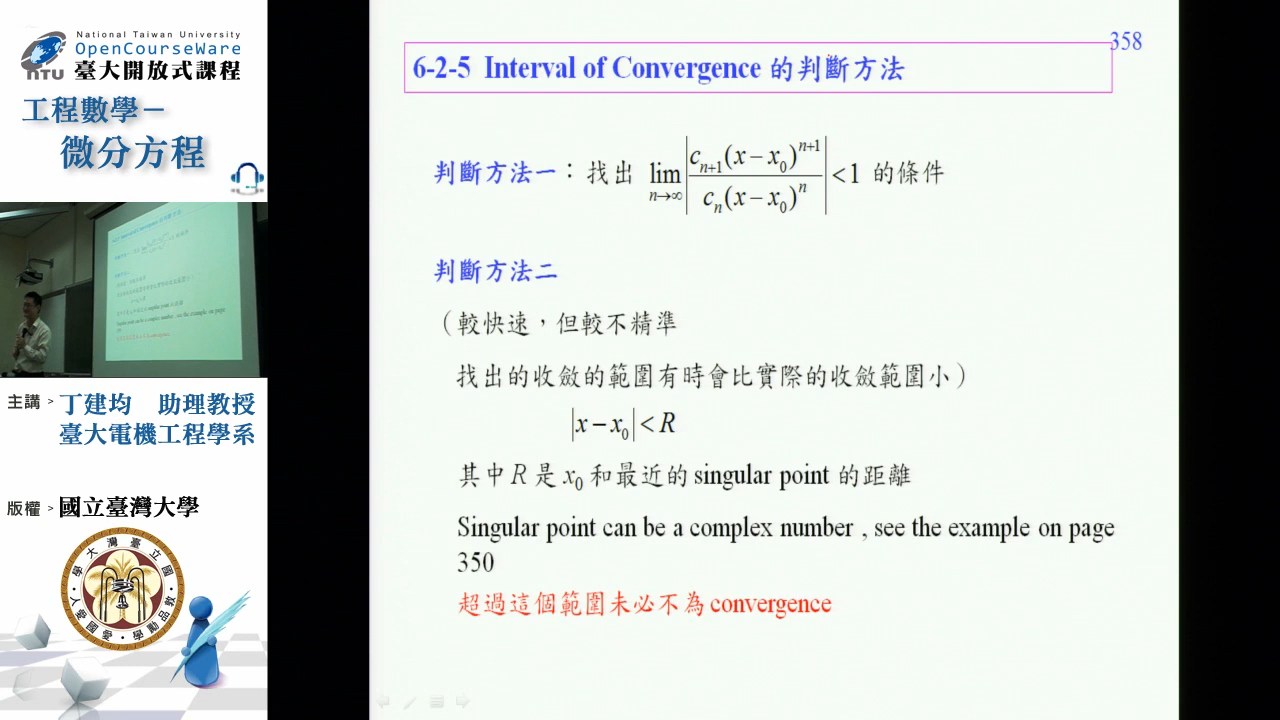 National Taiwan University
OpenCourseWare
NTU 臺大開放式課程
工程數學－
微分方程
主講 > 丁建均 助理教授
臺大電機工程學系
版權 > 國立臺灣大學
358
6-2-5 Interval of Convergence 的判斷方法
判斷方法一：找出 lim n→∞ |c_{n+1}(x − x_0)^{n+1} / c_n(x − x_0)^n| < 1 的條件
判斷方法二
（較快速，但較不精準
找出的收斂的範圍有時會比實際的收斂範圍小）
|x − x_0| < R
其中 R 是 x_0 和最近的 singular point 的距離
Singular point can be a complex number , see the example on page
350
超過這個範圍未必不為 convergence